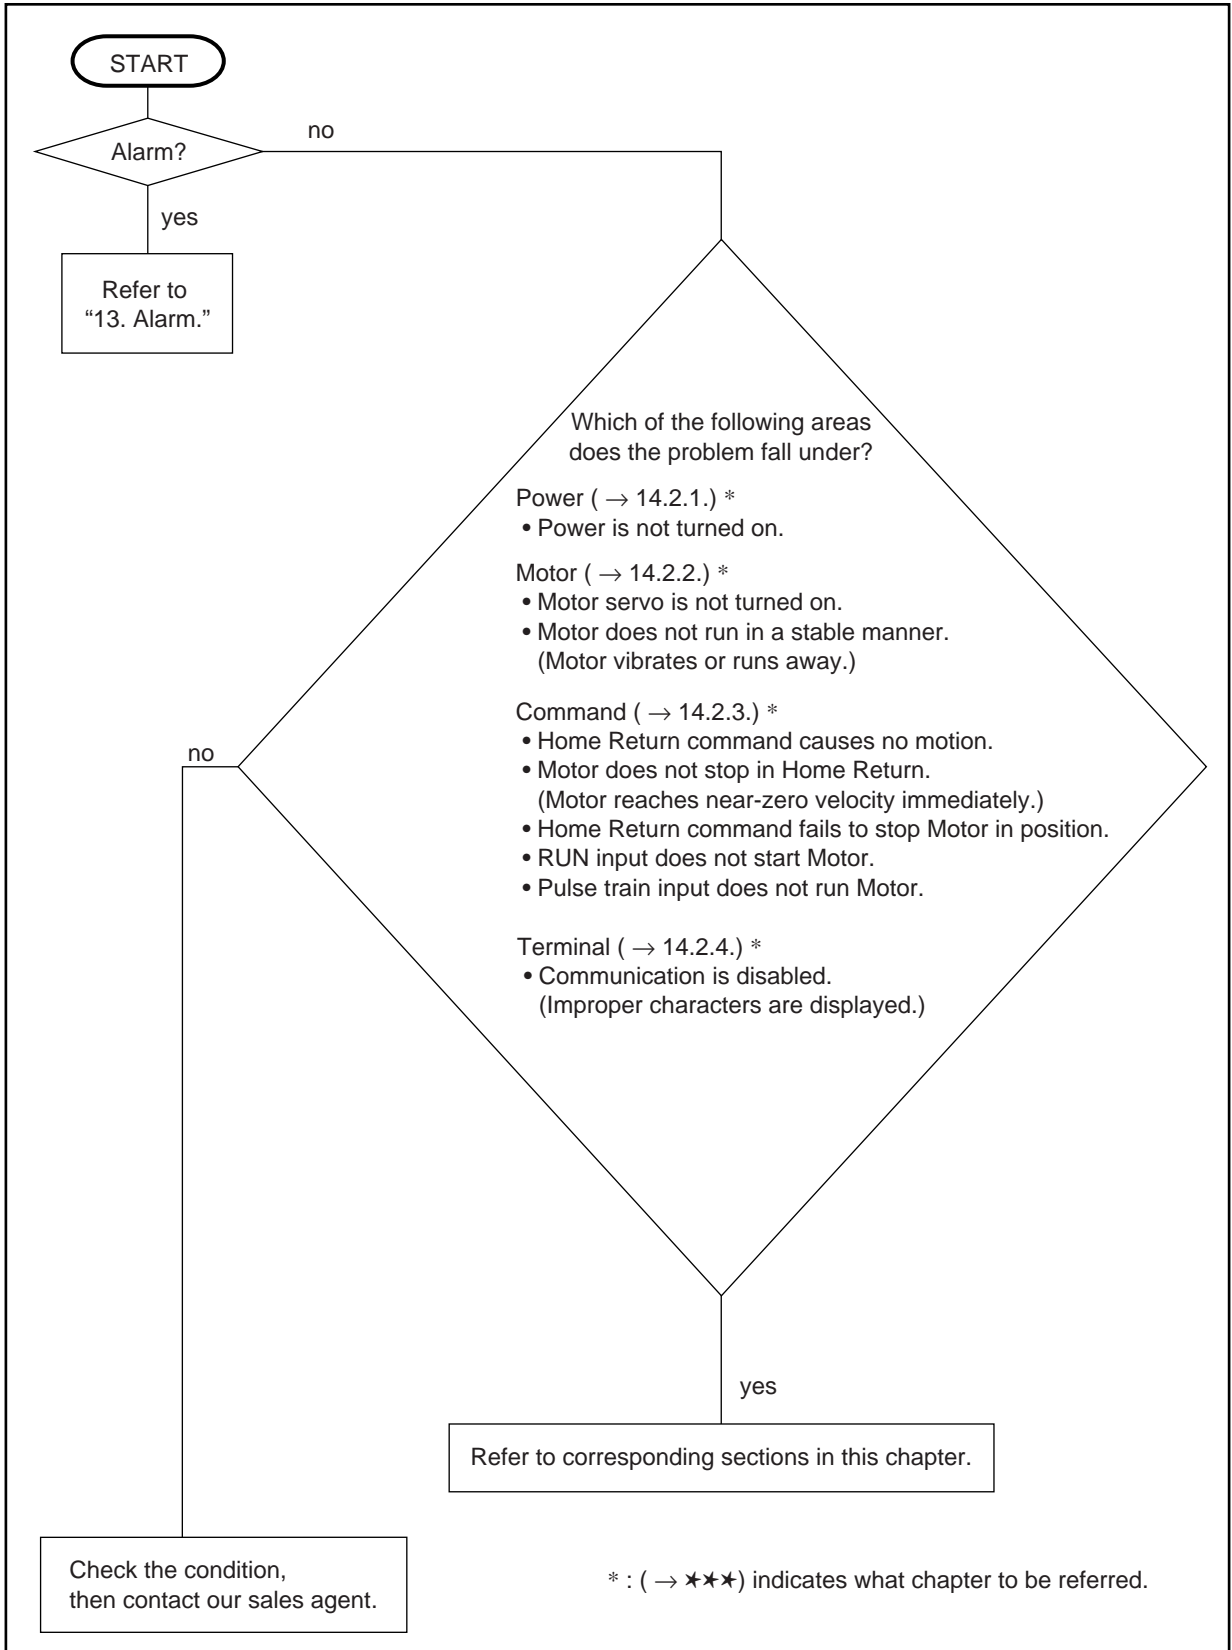 START
Alarm?
no
yes
Refer to
“13. Alarm.”
Which of the following areas
does the problem fall under?
Power ( → 14.2.1.) *
• Power is not turned on.
Motor ( → 14.2.2.) *
• Motor servo is not turned on.
• Motor does not run in a stable manner.
(Motor vibrates or runs away.)
Command ( → 14.2.3.) *
• Home Return command causes no motion.
• Motor does not stop in Home Return.
(Motor reaches near-zero velocity immediately.)
• Home Return command fails to stop Motor in position.
• RUN input does not start Motor.
• Pulse train input does not run Motor.
Terminal ( → 14.2.4.) *
• Communication is disabled.
(Improper characters are displayed.)
no
yes
Refer to corresponding sections in this chapter.
Check the condition,
then contact our sales agent.
* : ( → ★★★) indicates what chapter to be referred.